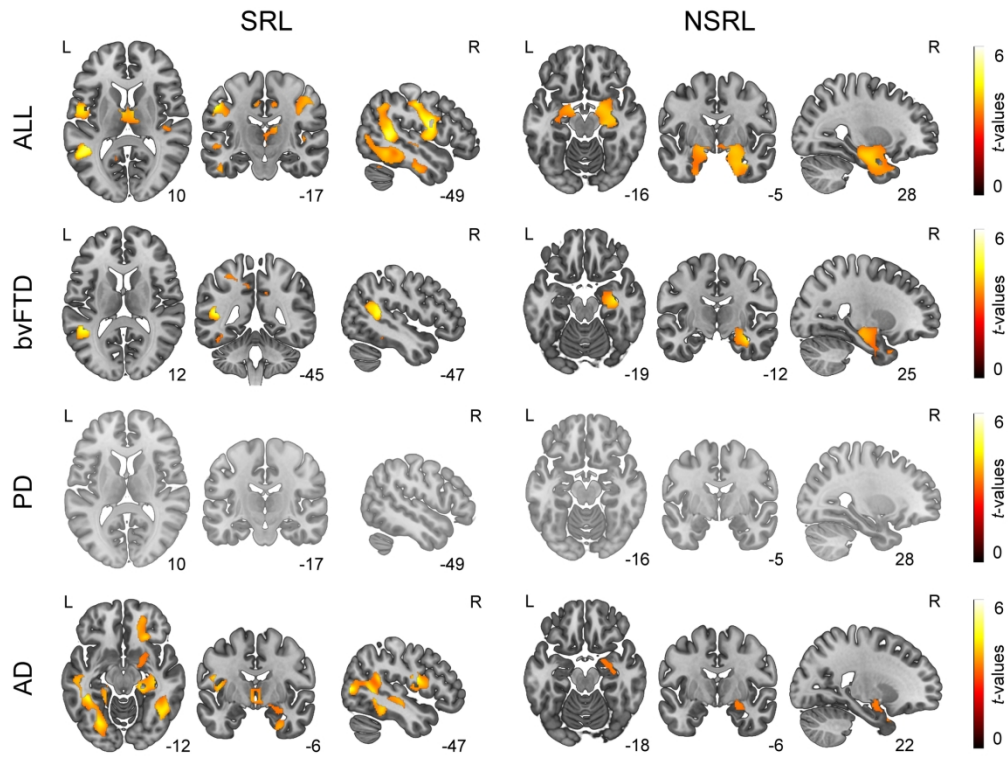 SRL NSRL
ALL
L R L R
10 -17 -49 -16 -5 28
6
t-values
0
bvFTD
L R L R
12 -45 -47 -19 -12 25
6
t-values
0
PD
L R L R
10 -17 -49 -16 -5 28
6
t-values
0
AD
L R L R
-12 -6 -47 -18 -6 22
6
t-values
0